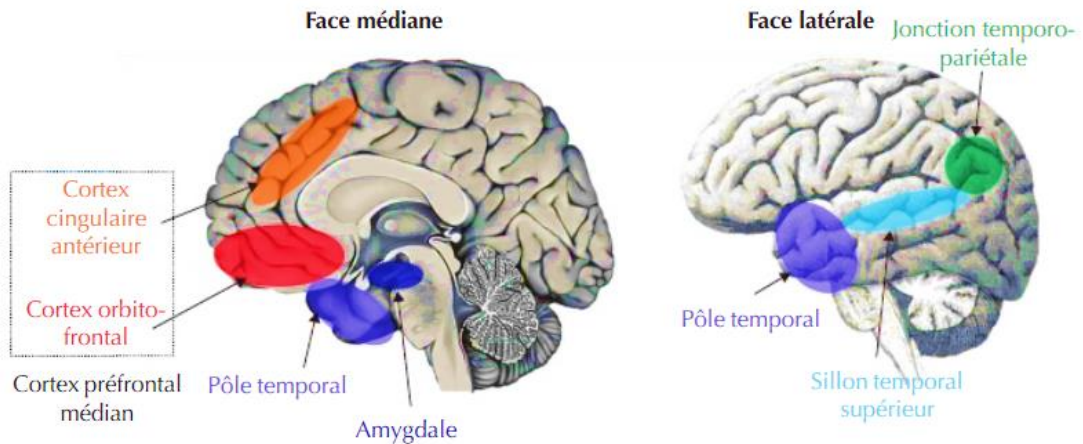 Face médiane
Face latérale
Jonction temporo-
pariétale
Cortex
cingulaire
antérieur
Cortex orbito-
frontal
Cortex préfrontal
médian
Pôle temporal
Amygdale
Pôle temporal
Sillon temporal
supérieur